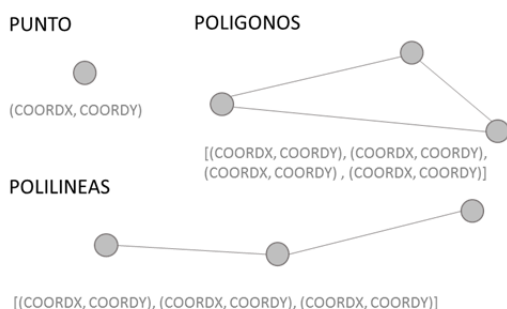 PUNTO
(COORDX, COORDY)
POLIGONOS
[(COORDX, COORDY), (COORDX, COORDY),
(COORDX, COORDY) , (COORDX, COORDY)]
POLILINEAS
[(COORDX, COORDY), (COORDX, COORDY), (COORDX, COORDY)]